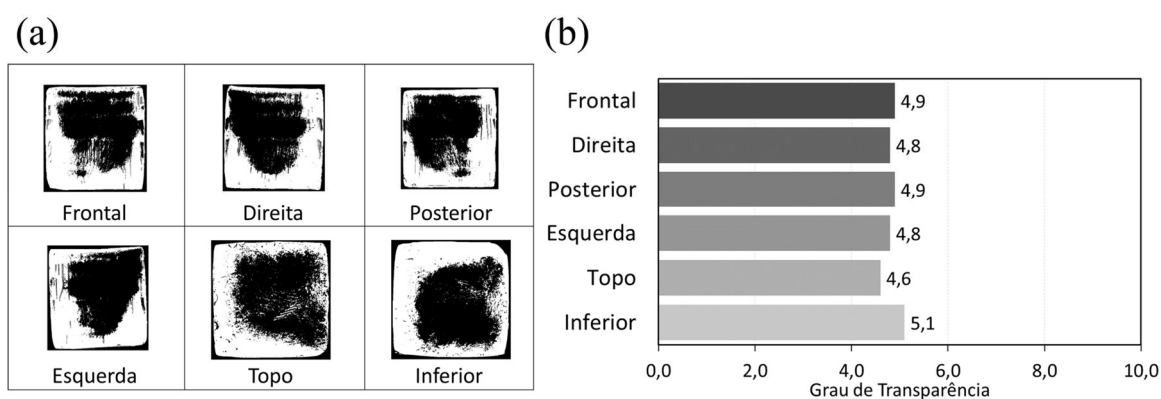 (a)
Frontal
Direita
Posterior
Esquerda
Topo
Inferior
(b)
Frontal
4,9
Direita
4,8
Posterior
4,9
Esquerda
4,8
Topo
4,6
Inferior
5,1
0,0
2,0
4,0
6,0
8,0
10,0
Grau de Transparência